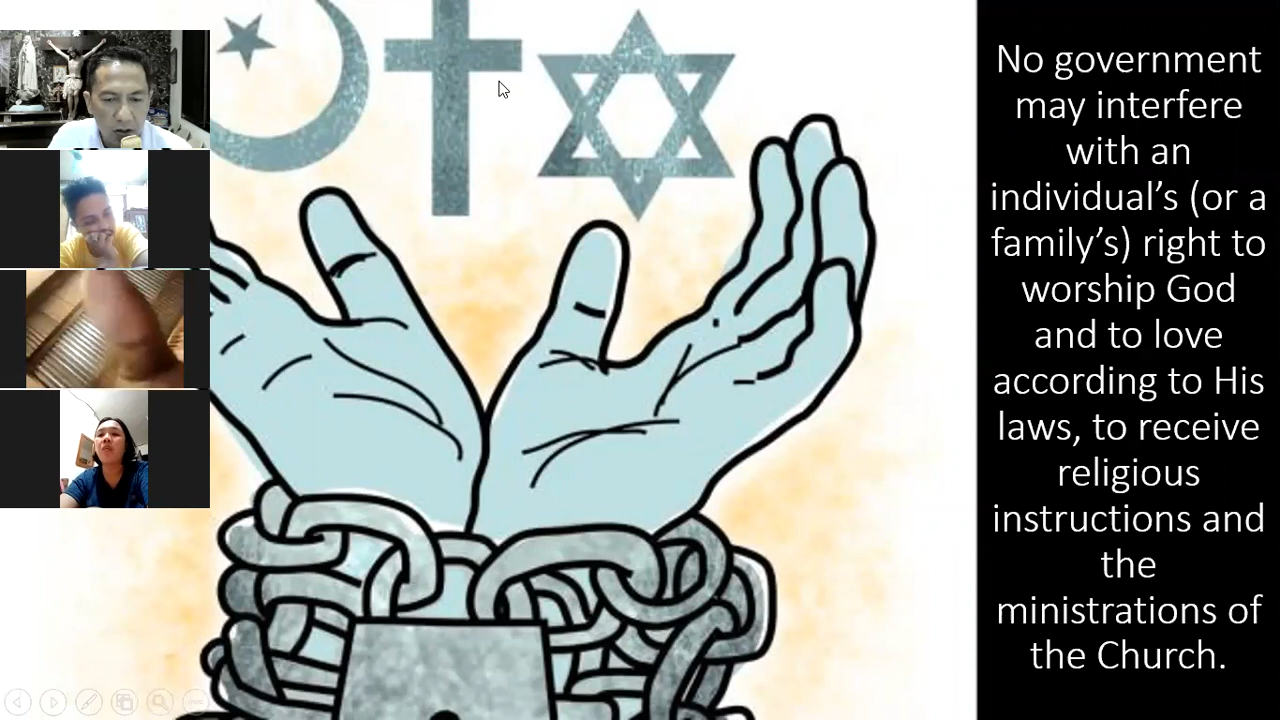 No government
may interfere
with an
individual’s (or a
family’s) right to
worship God
and to love
according to His
laws, to receive
religious
instructions and
the
ministrations of
the Church.